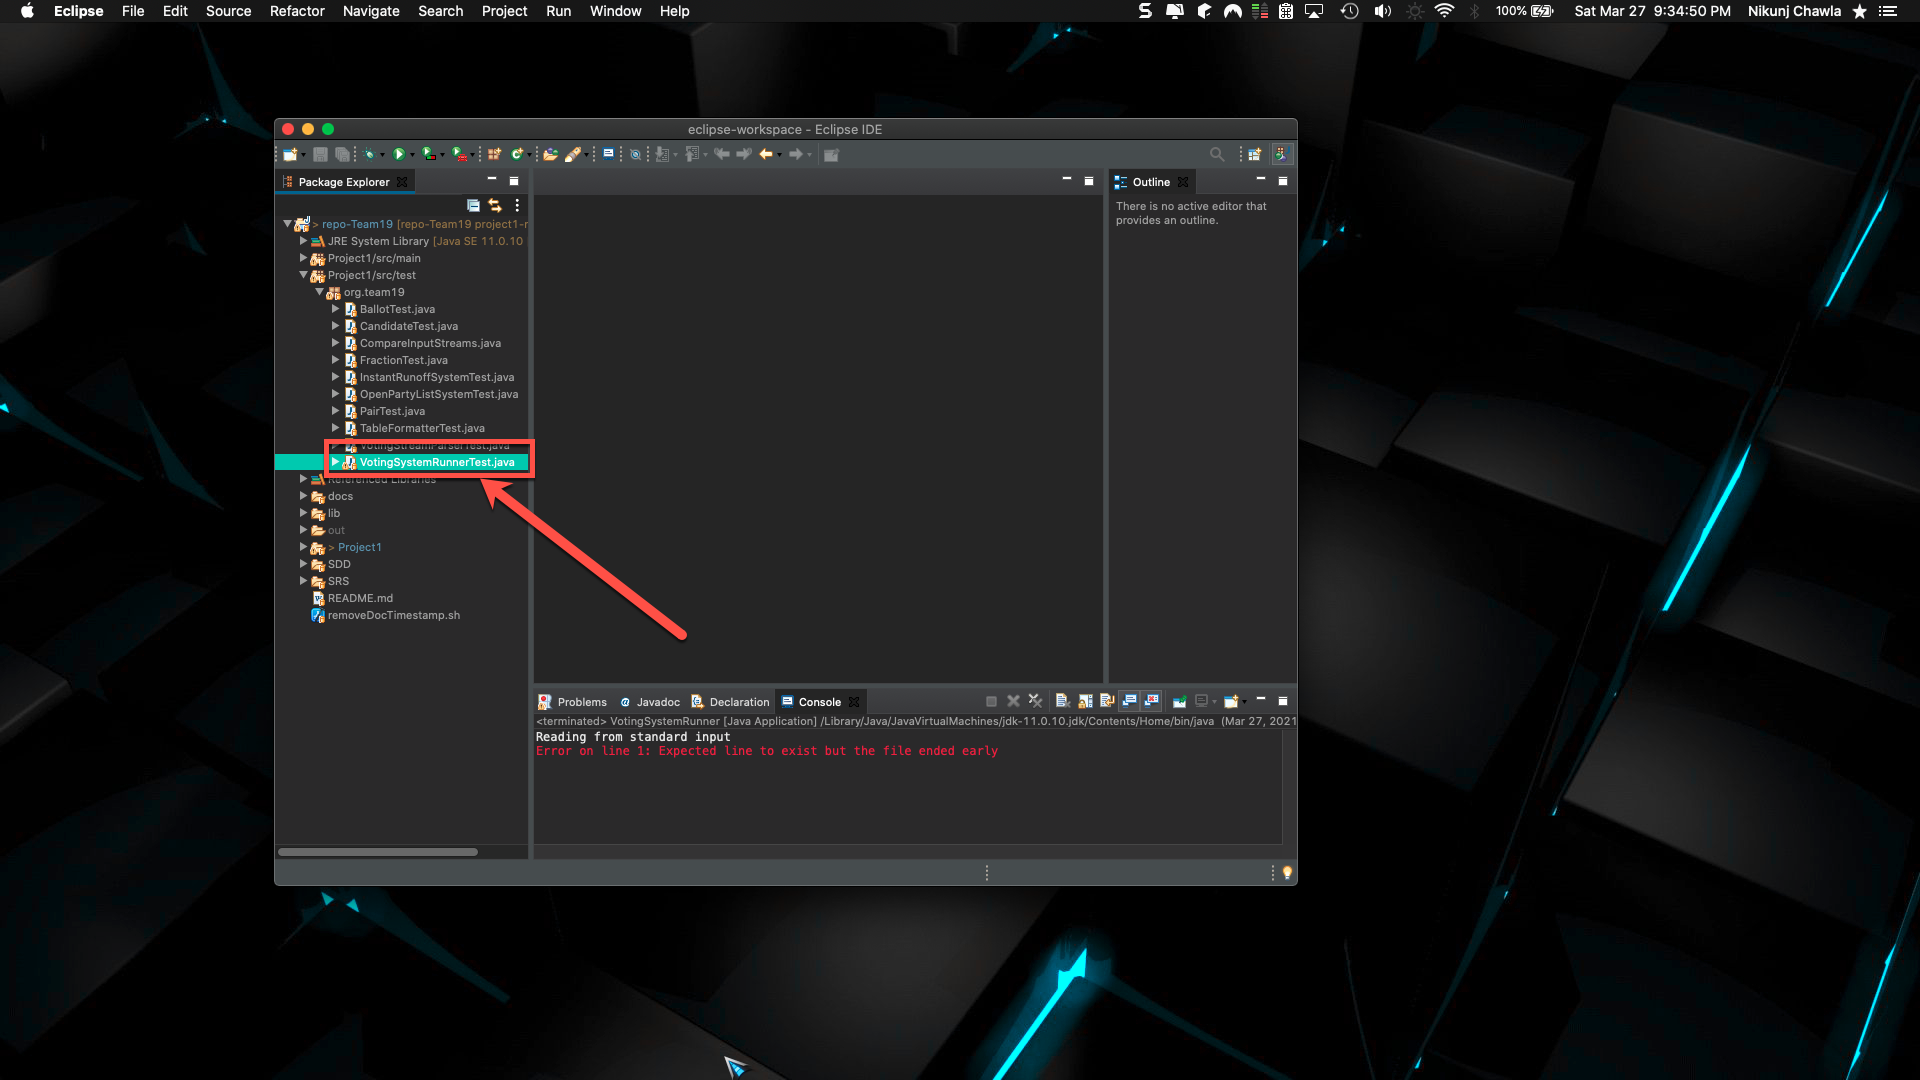 Eclipse File Edit Source Refactor Navigate Search Project Run Window Help 100% Sat Mar 27 9:34:50 PM Nikunj Chawla
eclipse-workspace - Eclipse IDE
Package Explorer
Outline
There is no active editor that
provides an outline.
> repo-Team19 [repo-Team19 project1-r
JRE System Library [Java SE 11.0.10
Project1/src/main
Project1/src/test
org.team19
BallotTest.java
CandidateTest.java
CompareInputStreams.java
FractionTest.java
InstantRunoffSystemTest.java
OpenPartyListSystemTest.java
PairTest.java
TableFormatterTest.java
VotingStreamParserTest.java
VotingSystemRunnerTest.java
Referenced Libraries
docs
lib
out
> Project1
SDD
SRS
README.md
removeDocTimestamp.sh
Problems Javadoc Declaration Console
<terminated> VotingSystemRunner [Java Application] /Library/Java/JavaVirtualMachines/jdk-11.0.10.jdk/Contents/Home/bin/java (Mar 27, 2021
Reading from standard input
Error on line 1: Expected line to exist but the file ended early